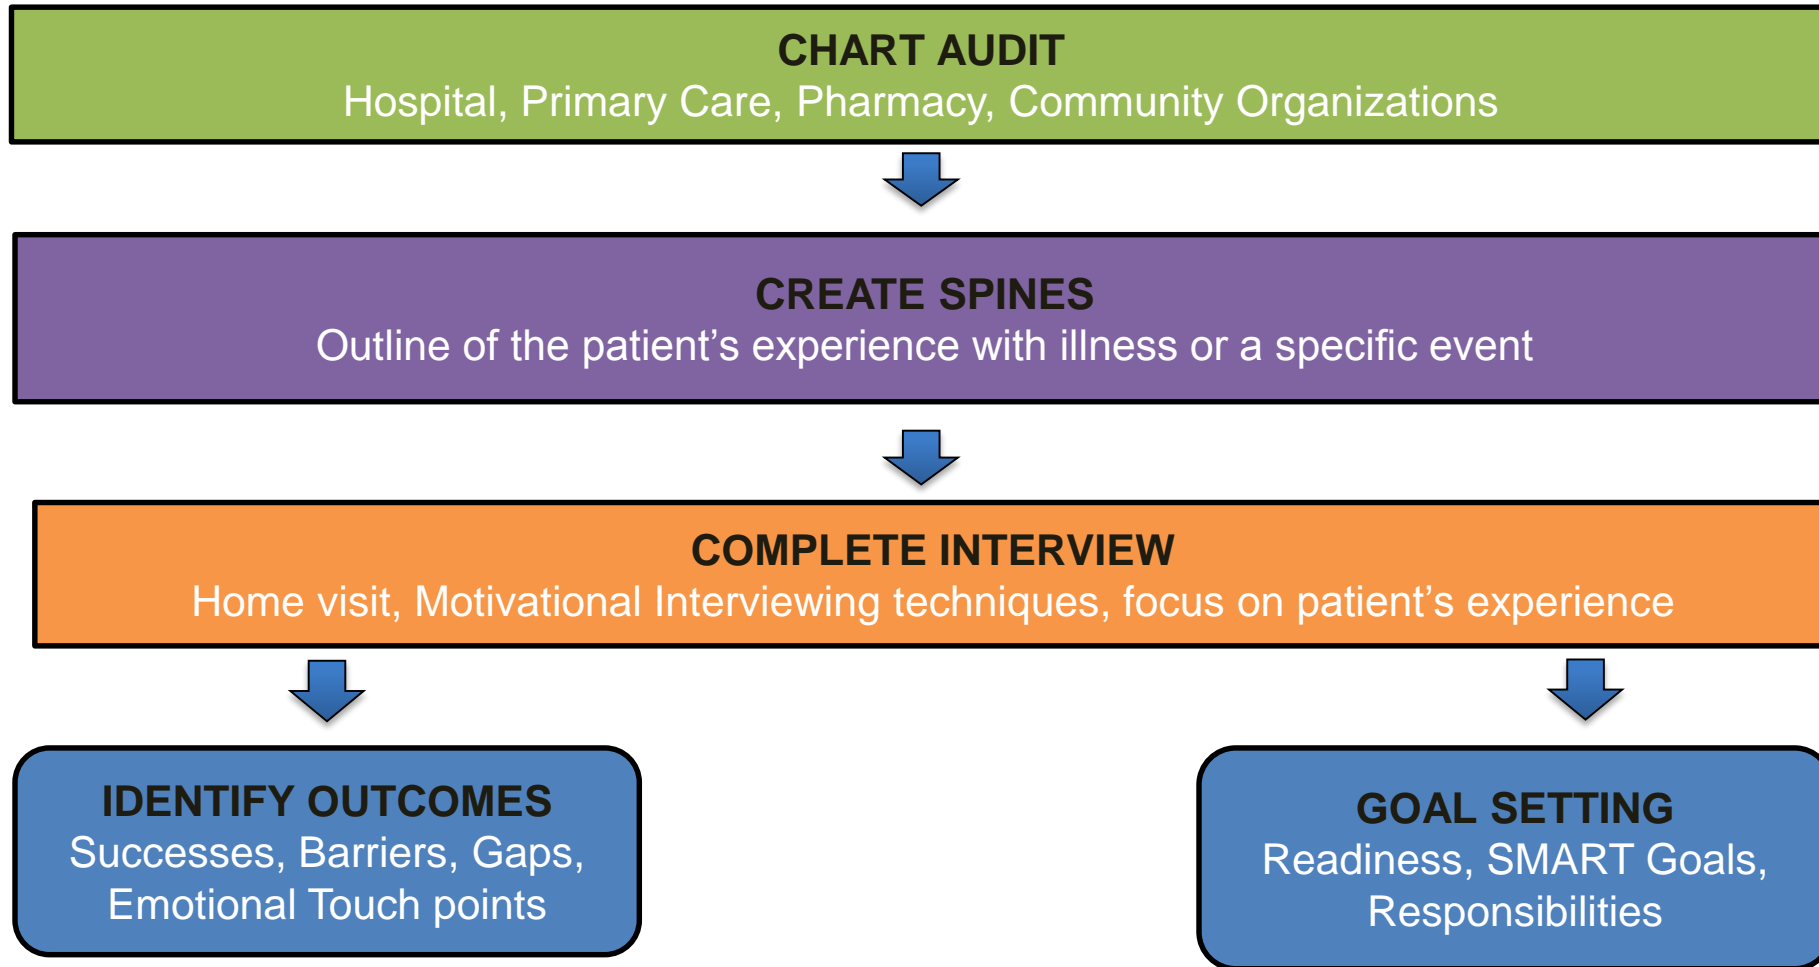 CHART AUDIT
Hospital, Primary Care, Pharmacy, Community Organizations
CREATE SPINES
Outline of the patient’s experience with illness or a specific event
COMPLETE INTERVIEW
Home visit, Motivational Interviewing techniques, focus on patient’s experience
IDENTIFY OUTCOMES
Successes, Barriers, Gaps,
Emotional Touch points
GOAL SETTING
Readiness, SMART Goals,
Responsibilities